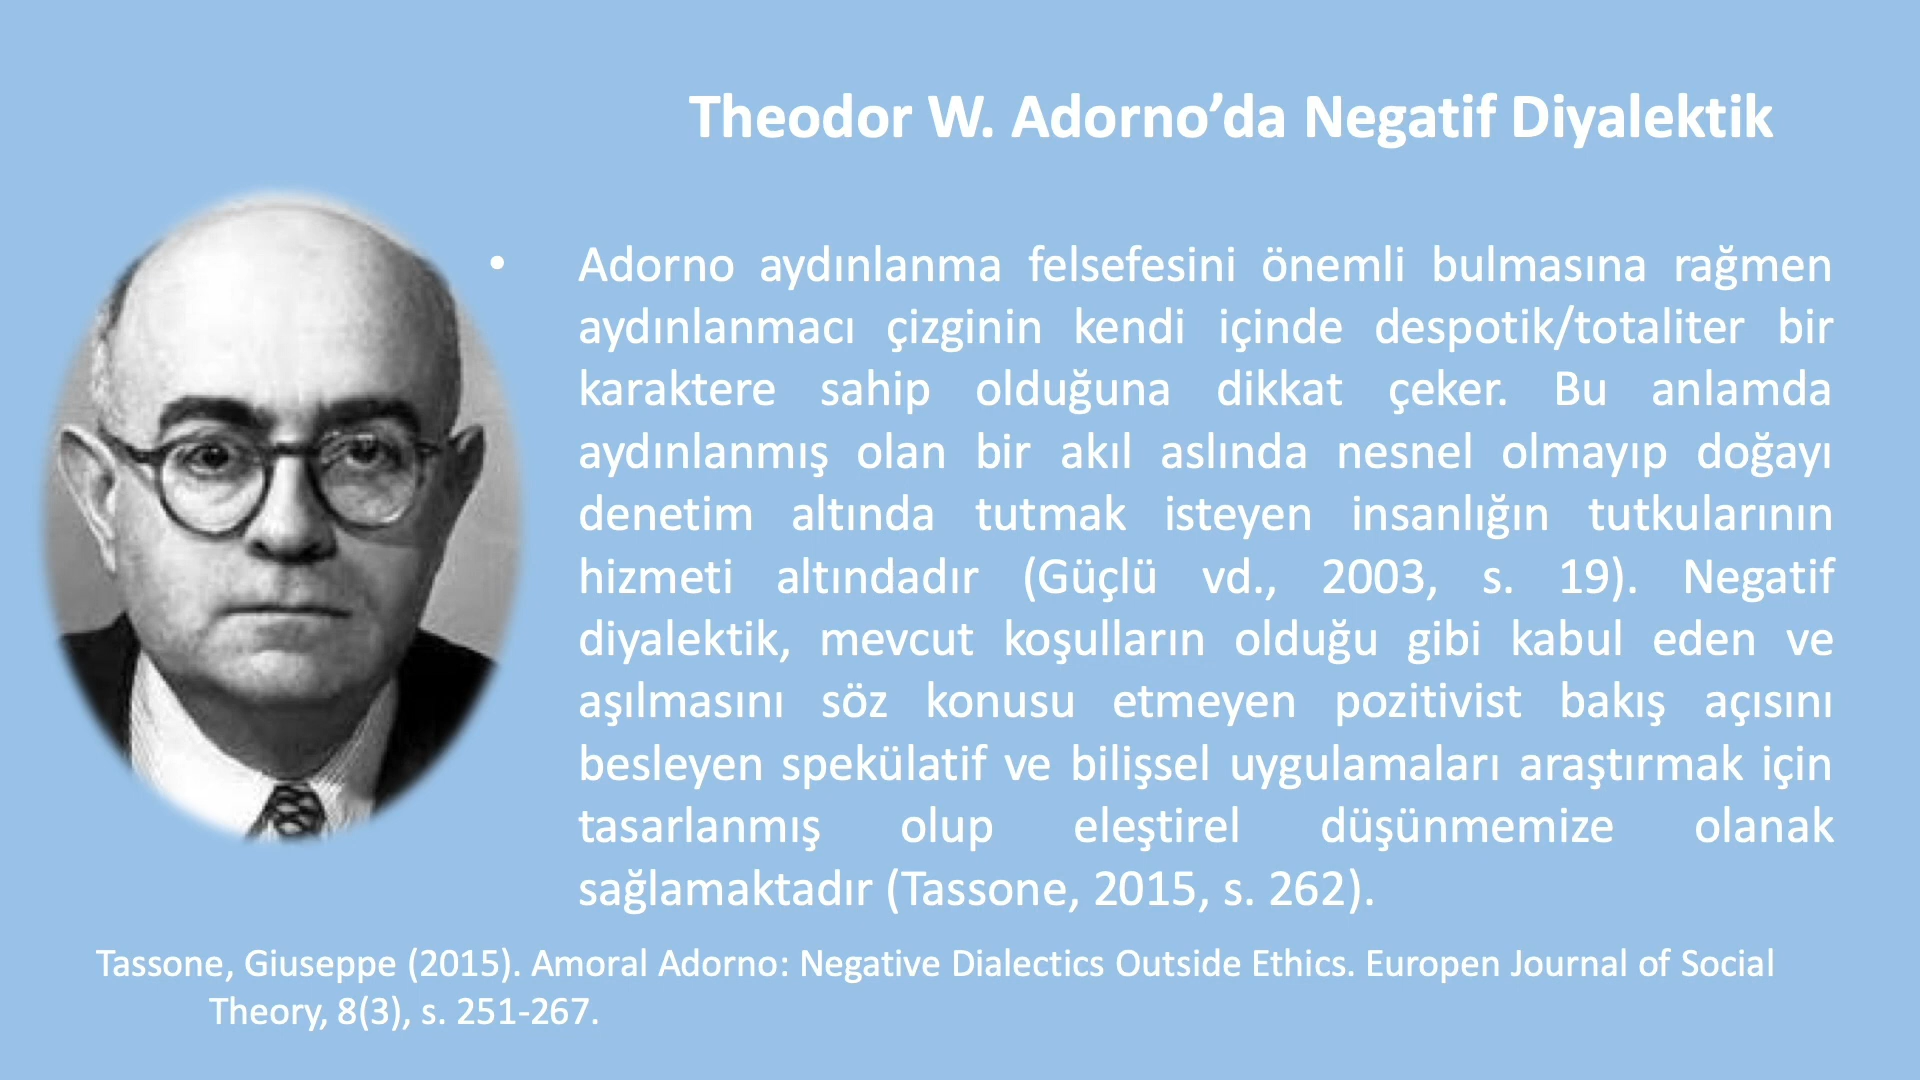 Theodor W. Adorno’da Negatif Diyalektik
• Adorno aydınlanma felsefesini önemli bulmasına rağmen
aydınlanmacı çizginin kendi içinde despotik/totaliter bir
karaktere sahip olduğuna dikkat çeker. Bu anlamda
aydınlanmış olan bir akıl aslında nesnel olmayıp doğayı
denetim altında tutmak isteyen insanlığın tutkularının
hizmeti altındadır (Güçlü vd., 2003, s. 19). Negatif
diyalektik, mevcut koşulların olduğu gibi kabul eden ve
aşılmasını söz konusu etmeyen pozitivist bakış açısını
besleyen spekülatif ve bilişsel uygulamaları araştırmak için
tasarlanmış olup eleştirel düşünmemize olanak
sağlamaktadır (Tassone, 2015, s. 262).
Tassone, Giuseppe (2015). Amoral Adorno: Negative Dialectics Outside Ethics. Europen Journal of Social
Theory, 8(3), s. 251-267.